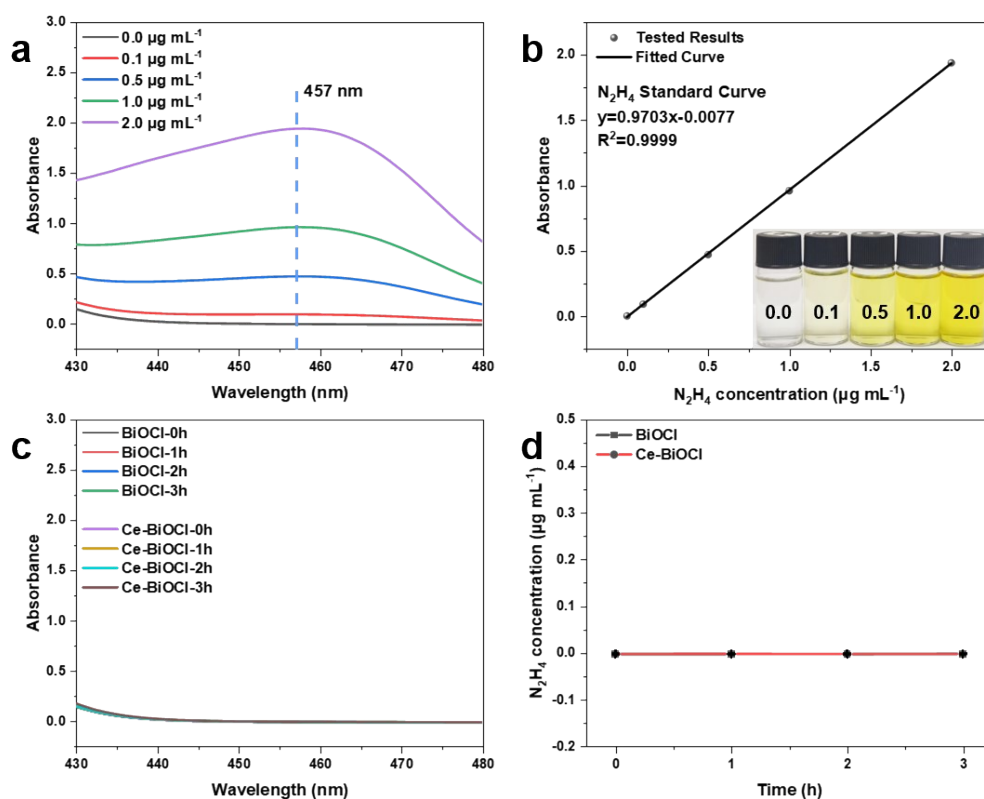 a
3.0
2.5
2.0
1.5
1.0
0.5
0.0
0.0 µg mL⁻¹
0.1 µg mL⁻¹
0.5 µg mL⁻¹
1.0 µg mL⁻¹
2.0 µg mL⁻¹
457 nm
Absorbance
430 440 450 460 470 480
Wavelength (nm)
b
2.0
1.5
1.0
0.5
0.0
Tested Results
Fitted Curve
N₂H₄ Standard Curve
y=0.9703x-0.0077
R²=0.9999
0.0 0.1 0.5 1.0 2.0
Absorbance
0.0 0.5 1.0 1.5 2.0
N₂H₄ concentration (µg mL⁻¹)
c
3.0
2.5
2.0
1.5
1.0
0.5
0.0
BiOCl-0h
BiOCl-1h
BiOCl-2h
BiOCl-3h
Ce-BiOCl-0h
Ce-BiOCl-1h
Ce-BiOCl-2h
Ce-BiOCl-3h
Absorbance
430 440 450 460 470 480
Wavelength (nm)
d
0.5
0.4
0.3
0.2
0.1
0.0
-0.1
-0.2
BiOCl
Ce-BiOCl
N₂H₄ concentration (µg mL⁻¹)
0 1 2 3
Time (h)